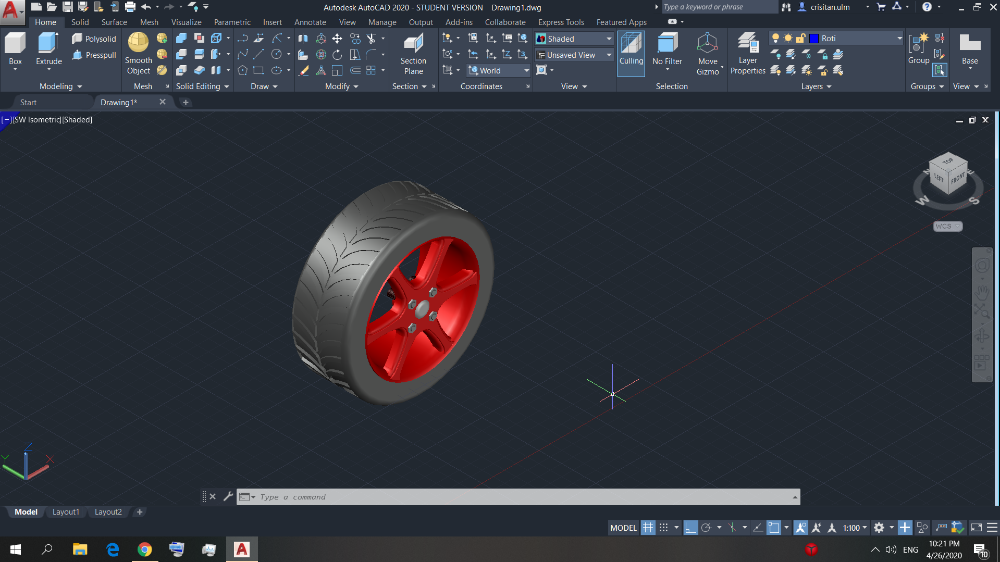 Autodesk AutoCAD 2020 - STUDENT VERSION Drawing1.dwg
Type a keyword or phrase
crisitan.ulm
Home Solid Surface Mesh Visualize Parametric Insert Annotate View Manage Output Add-ins Collaborate Express Tools Featured Apps
Box
Extrude
Polysolid
Presspull
Modeling
Smooth
Object
Mesh
Solid Editing
Draw
Modify
Section
Plane
Section
World
Coordinates
Shaded
Unsaved View
View
Culling
No Filter
Move
Gizmo
Selection
Layer
Properties
Roti
Layers
Group
Groups
Base
View
Start
Drawing1*
[−][SW Isometric][Shaded]
TOP
LEFT
FRONT
N
E
W
S
WCS
Z
Y
X
Type a command
Model
Layout1
Layout2
MODEL
1:100
ENG
10:21 PM
4/26/2020
10